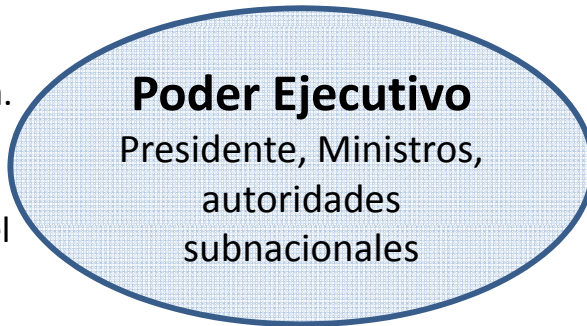 Poder Ejecutivo
Presidente, Ministros,
autoridades
subnacionales